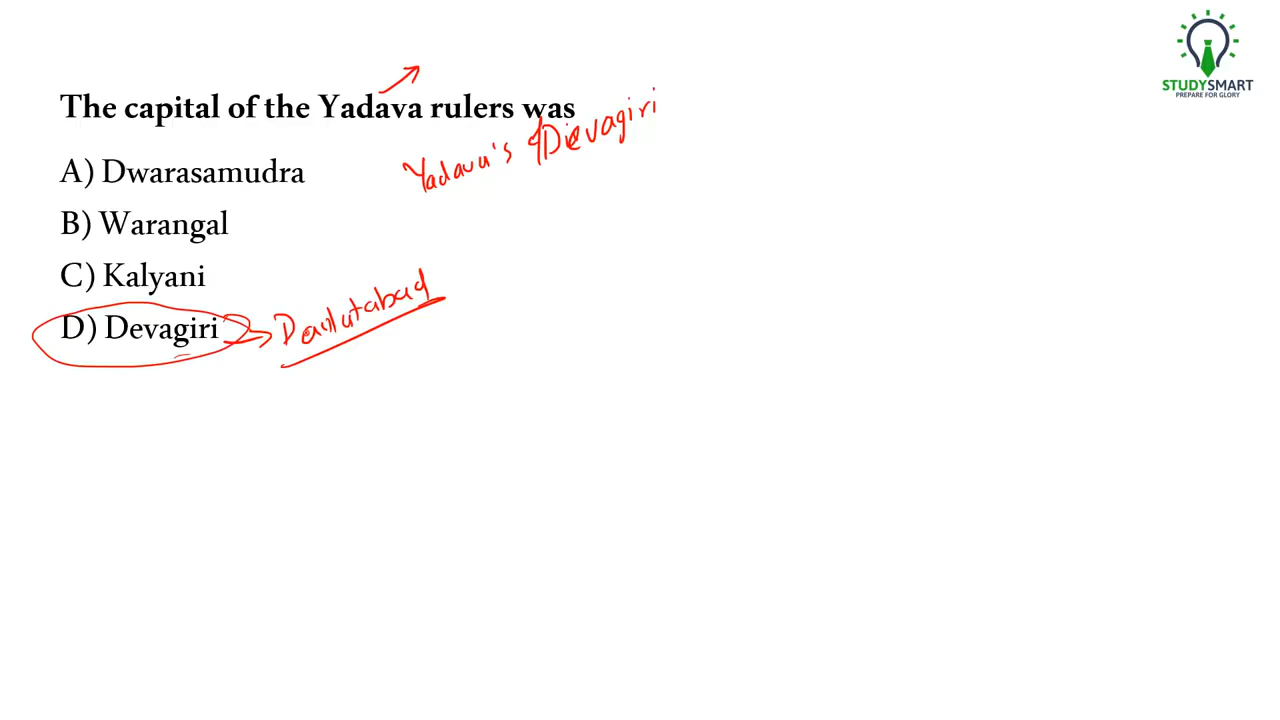 STUDYSMART
PREPARE FOR GLORY
The capital of the Yadava rulers was
Yadava's Devagiri
A) Dwarasamudra
B) Warangal
C) Kalyani
D) Devagiri
Daulatabad